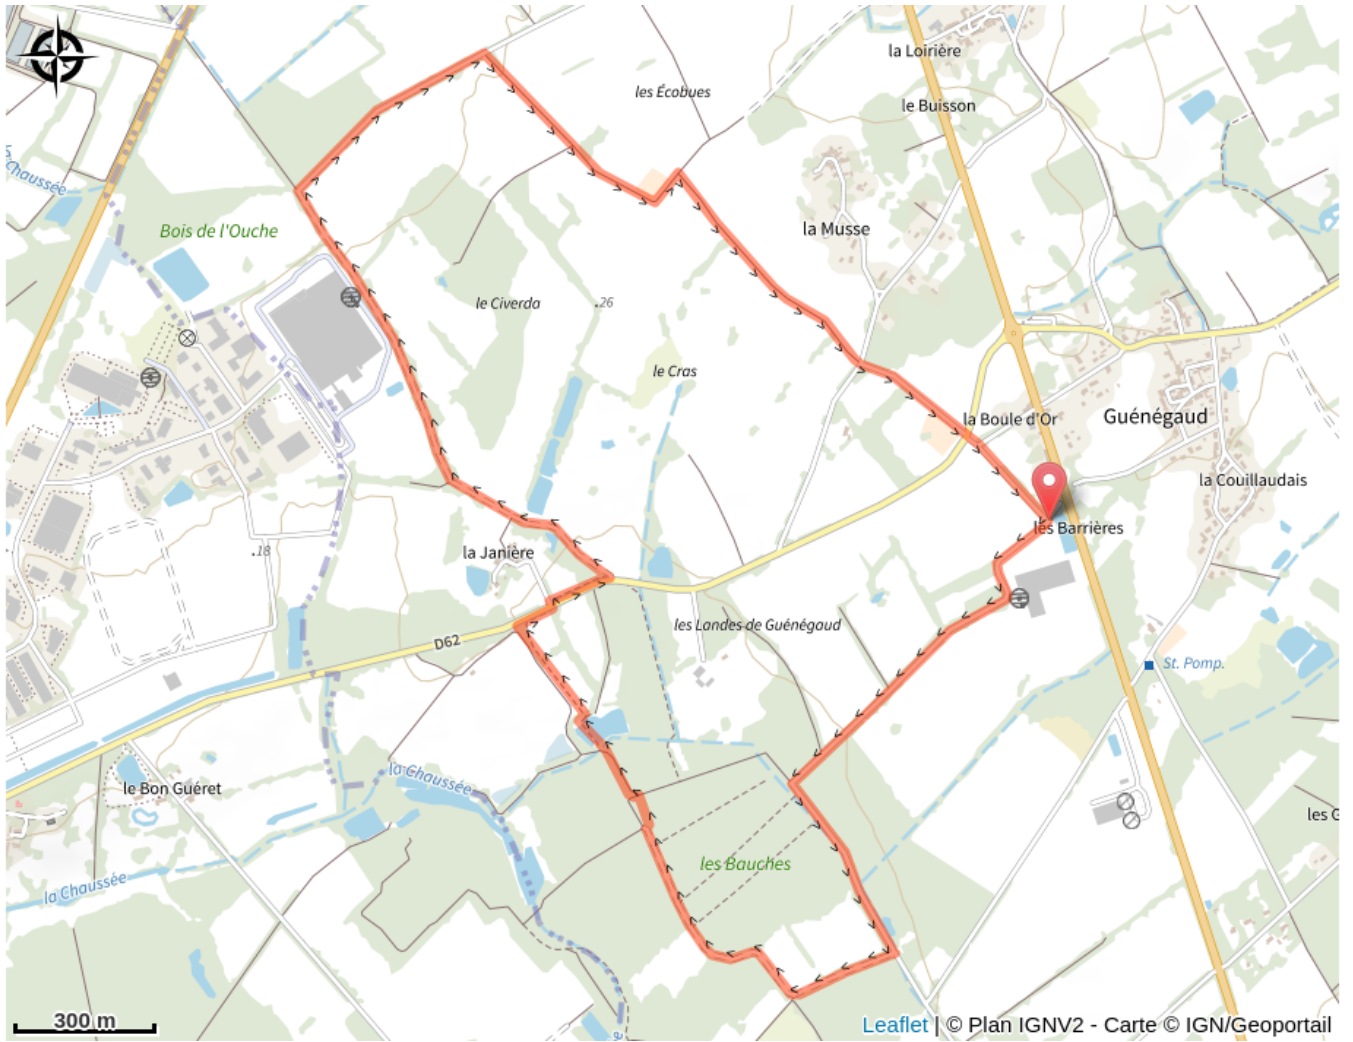 la Loirière
les Écobues
le Buisson
la Chaussée
Bois de l'Ouche
la Musse
le Civerda
.26
le Cras
la Boule d'Or
Guénégaud
la Couillaudais
les Barrières
.18
la Janière
D62
les Landes de Guénégaud
St. Pomp.
la Chaussée
le Bon Guéret
les G
les Bauches
la Chaussée
300 m
Leaflet | © Plan IGNV2 - Carte © IGN/Geoportail